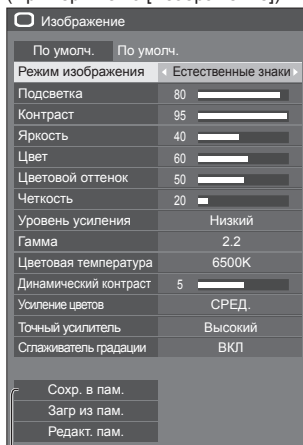 Изображение
По умолч. По умолч.
Режим изображения Естественные знаки
Подсветка 80
Контраст 95
Яркость 40
Цвет 60
Цветовой оттенок 50
Четкость 20
Уровень усиления Низкий
Гамма 2.2
Цветовая температура 6500K
Динамический контраст 5
Усиление цветов СРЕД.
Точный усилитель Высокий
Сглаживатель градации ВКЛ
Сохр. в пам.
Загр из пам.
Редакт. пам.